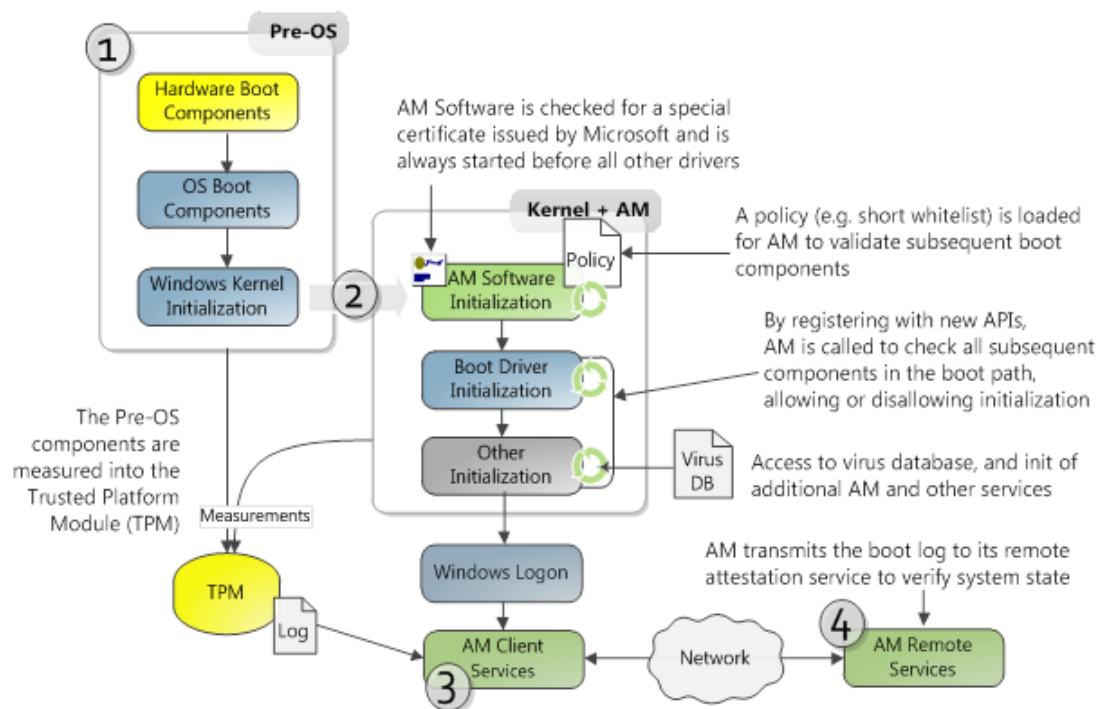 1
Pre-OS
Hardware Boot
Components
OS Boot
Components
Windows Kernel
Initialization
AM Software is checked for a special
certificate issued by Microsoft and is
always started before all other drivers
2
Kernel + AM
Policy
AM Software
Initialization
Boot Driver
Initialization
Other
Initialization
A policy (e.g. short whitelist) is loaded
for AM to validate subsequent boot
components
By registering with new APIs,
AM is called to check all subsequent
components in the boot path,
allowing or disallowing initialization
Virus
DB
Access to virus database, and init of
additional AM and other services
The Pre-OS
components are
measured into the
Trusted Platform
Module (TPM)
Measurements
TPM
Log
Windows Logon
AM Client
Services
3
Network
AM transmits the boot log to its remote
attestation service to verify system state
4
AM Remote
Services